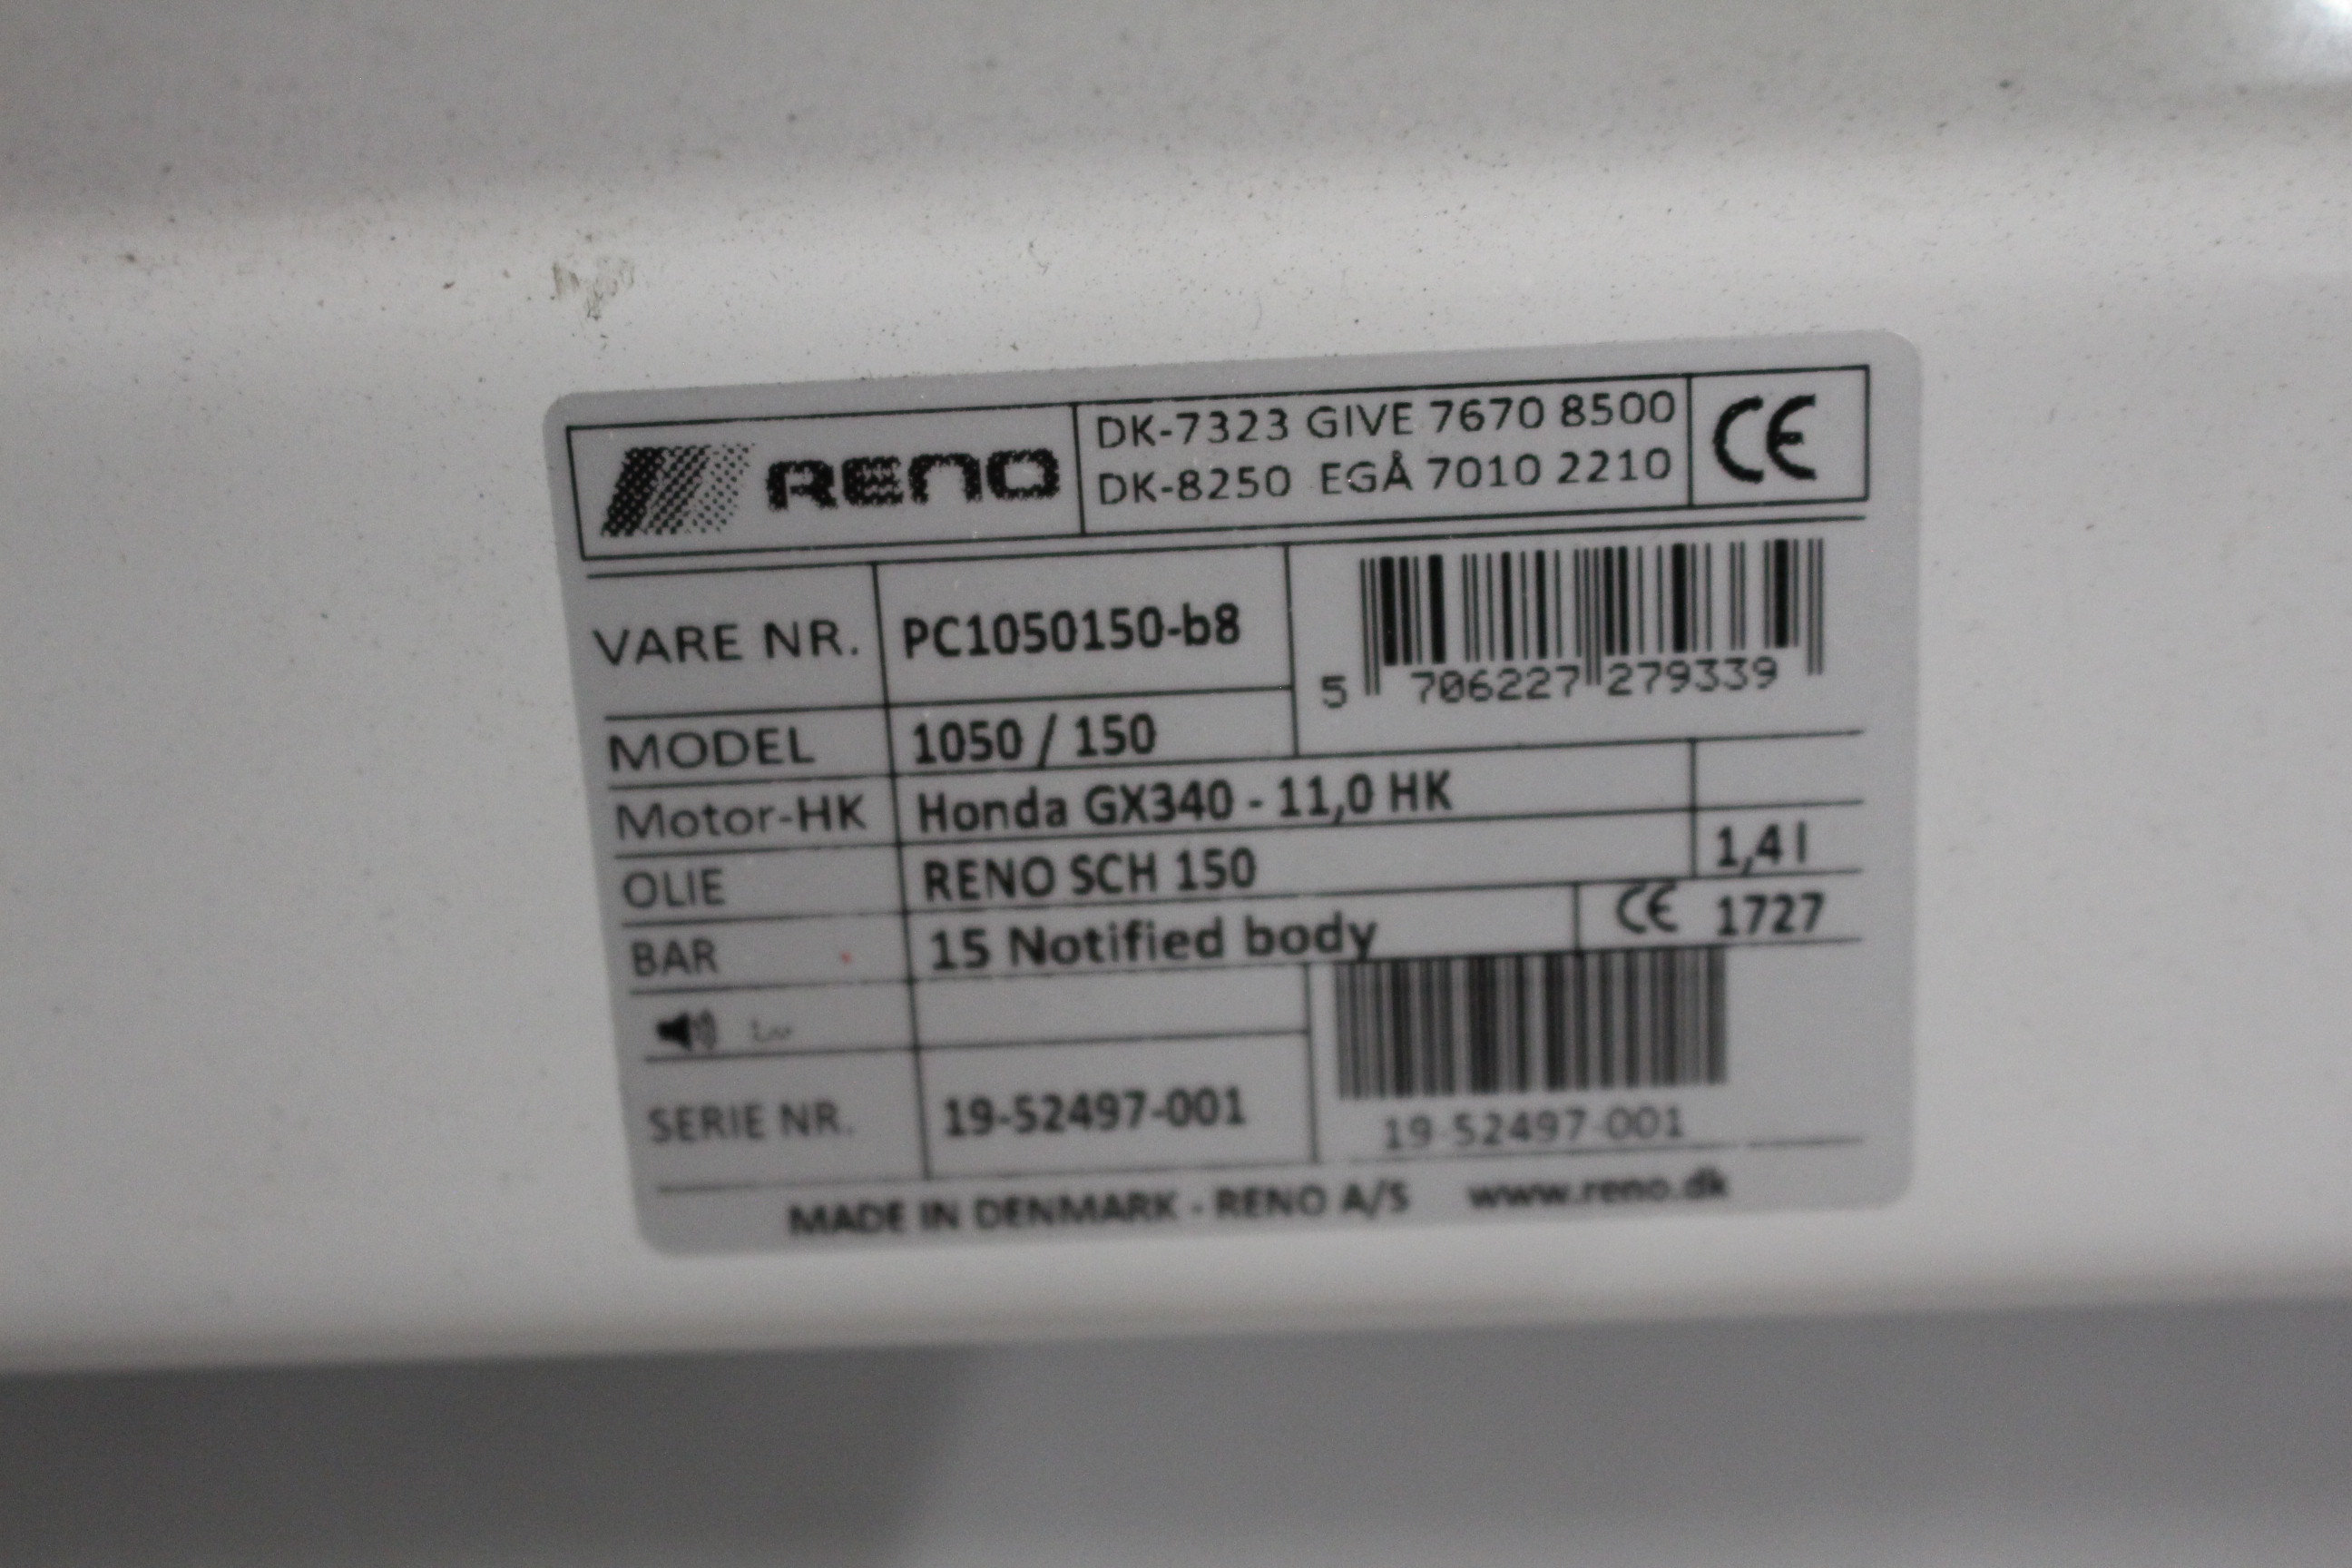 RENO
DK-7323 GIVE 7670 8500
DK-8250 EGÅ 7010 2210
CE
VARE NR. PC1050150-b8
5 706227 279339
MODEL 1050 / 150
Motor-HK Honda GX340 - 11,0 HK
OLIE RENO SCH 150 1,4 l
BAR 15 Notified body CE 1727
SERIE NR. 19-52497-001
19-52497-001
MADE IN DENMARK - RENO A/S www.reno.dk